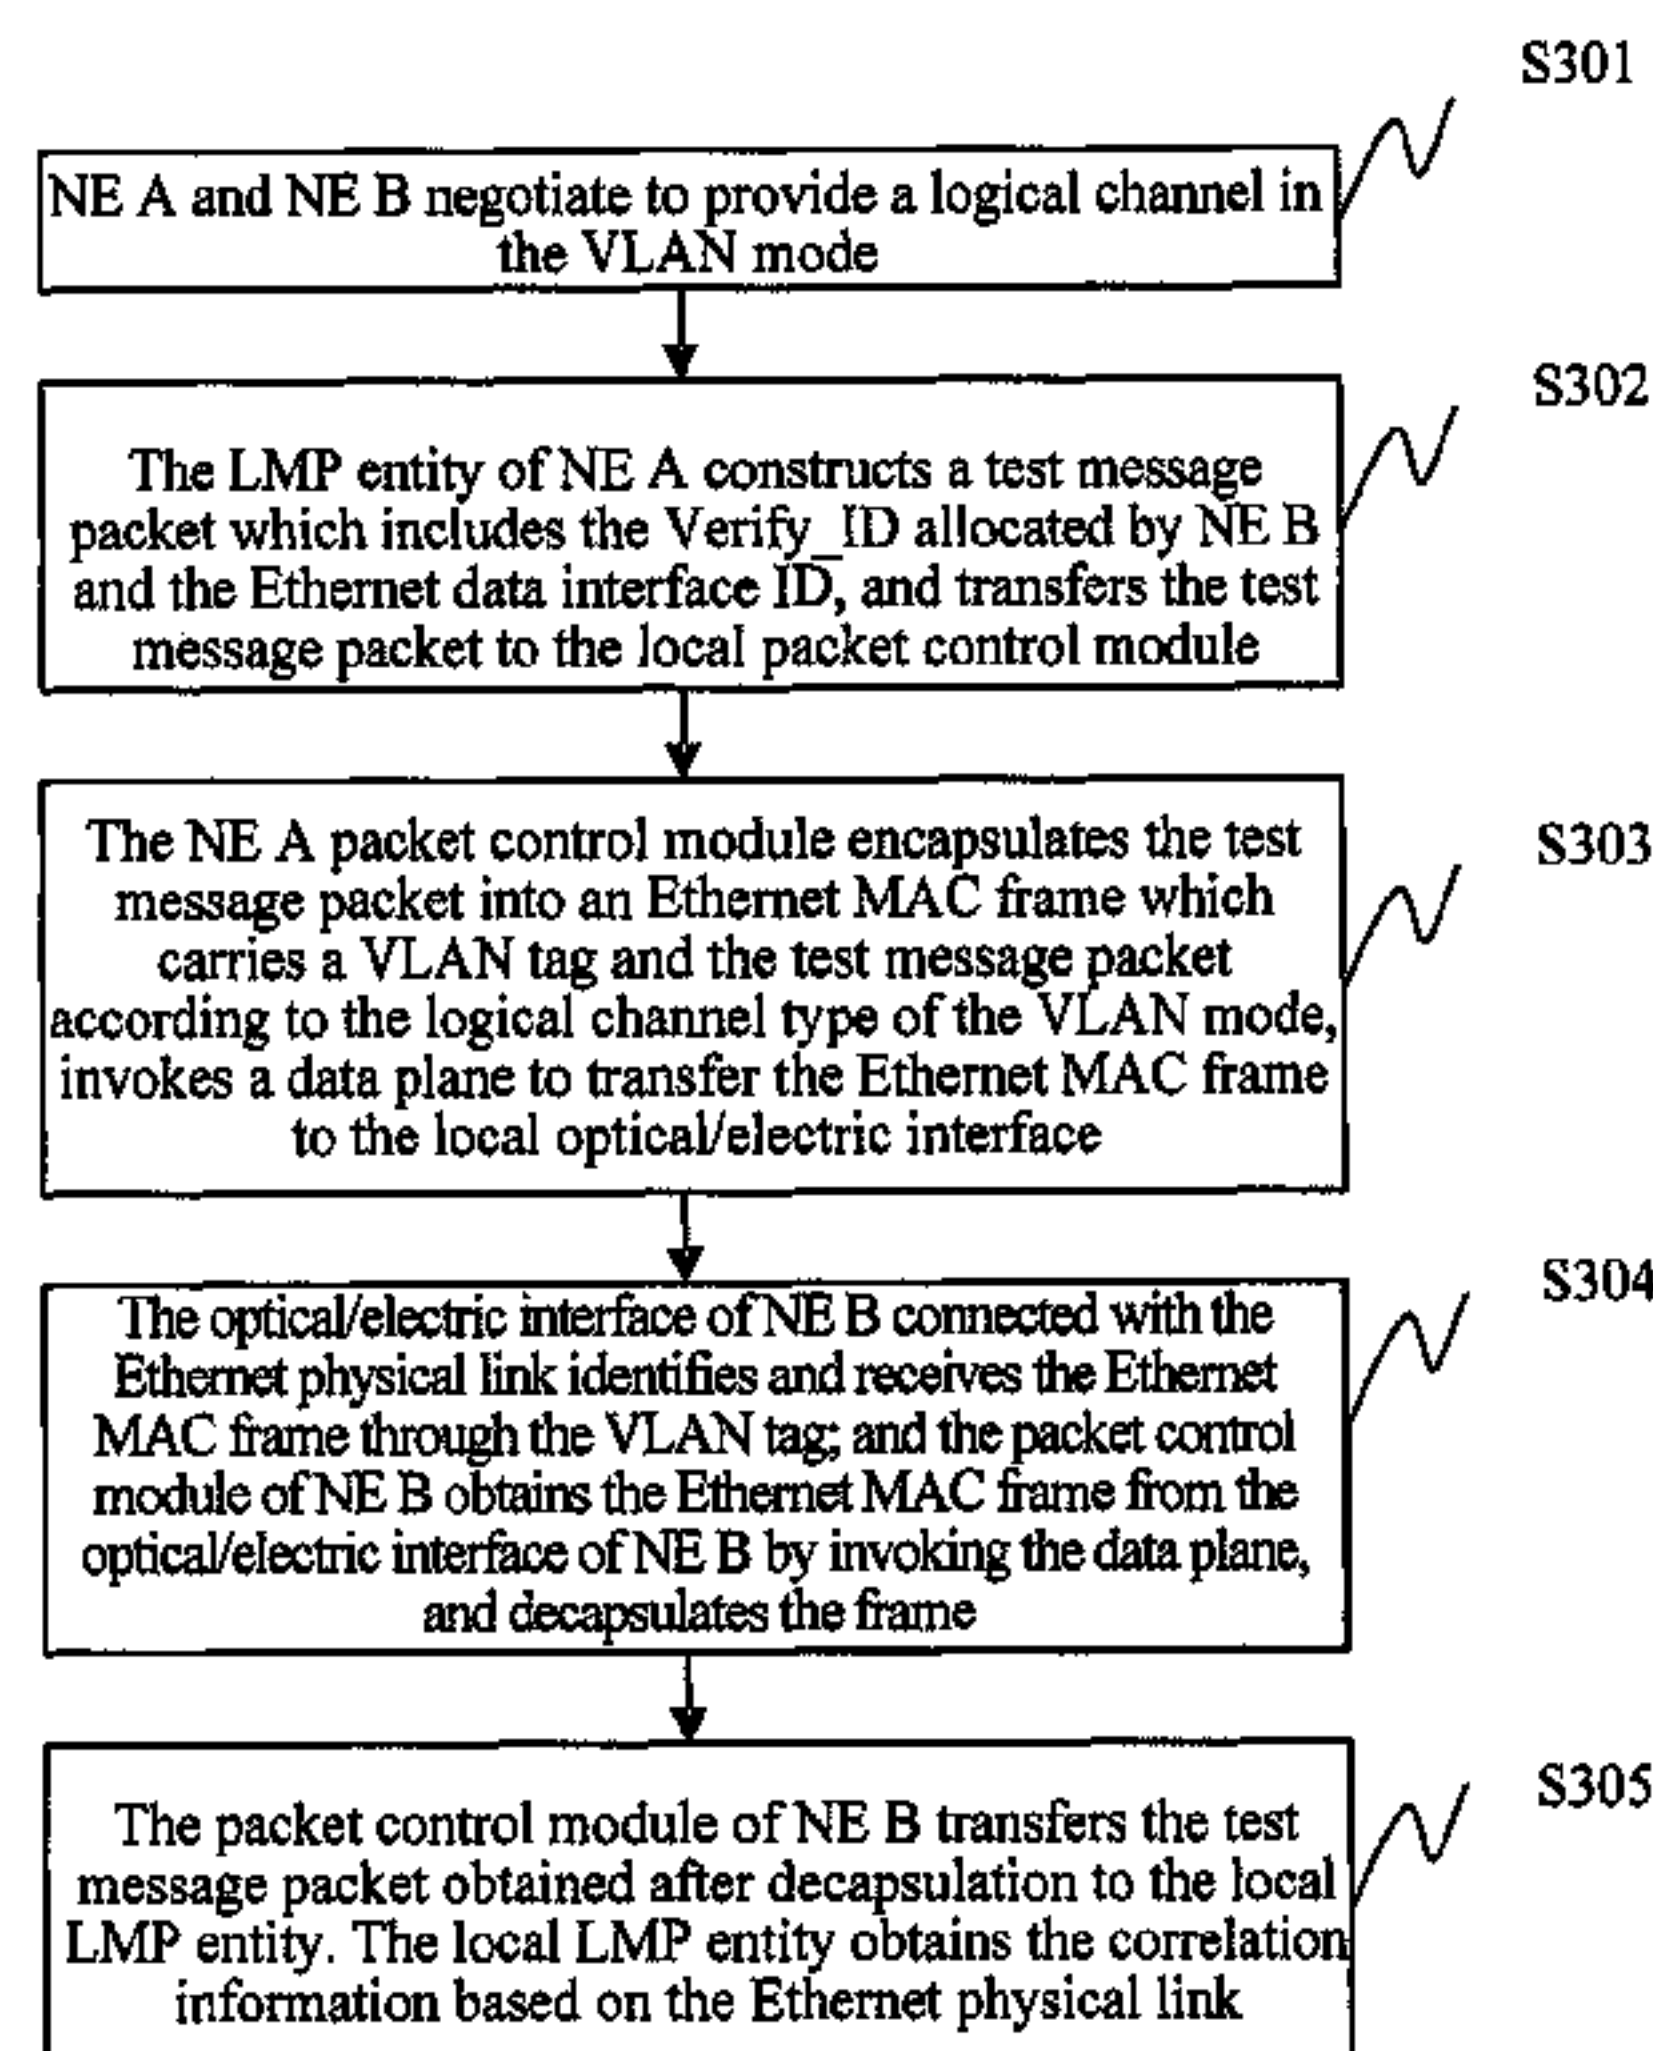 S301
NE A and NE B negotiate to provide a logical channel in
the VLAN mode
S302
The LMP entity of NE A constructs a test message
packet which includes the Verify_ID allocated by NE B
and the Ethernet data interface ID, and transfers the test
message packet to the local packet control module
S303
The NE A packet control module encapsulates the test
message packet into an Ethernet MAC frame which
carries a VLAN tag and the test message packet
according to the logical channel type of the VLAN mode,
invokes a data plane to transfer the Ethernet MAC frame
to the local optical/electric interface
S304
The optical/electric interface of NE B connected with the
Ethernet physical link identifies and receives the Ethernet
MAC frame through the VLAN tag; and the packet control
module of NE B obtains the Ethernet MAC frame from the
optical/electric interface of NE B by invoking the data plane,
and decapsulates the frame
S305
The packet control module of NE B transfers the test
message packet obtained after decapsulation to the local
LMP entity. The local LMP entity obtains the correlation
information based on the Ethernet physical link